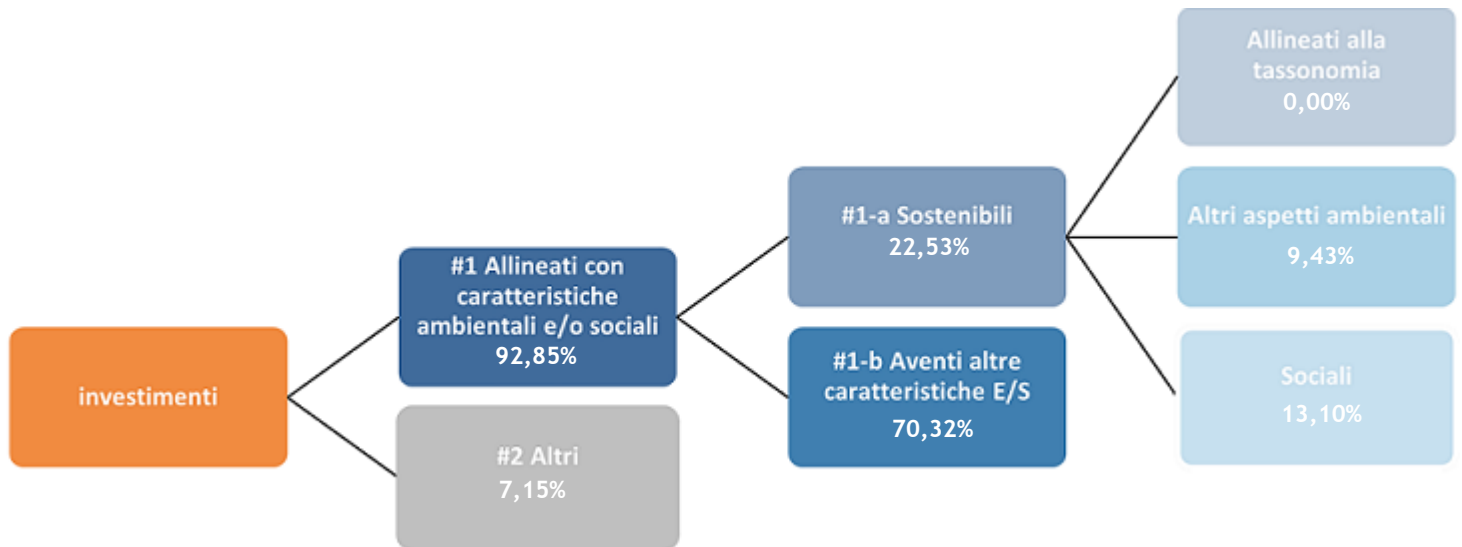 investimenti
#1 Allineati con
caratteristiche
ambientali e/o sociali
92,85%
#2 Altri
7,15%
#1-a Sostenibili
22,53%
#1-b Aventi altre
caratteristiche E/S
70,32%
Allineati alla
tassonomia
0,00%
Altri aspetti ambientali
9,43%
Sociali
13,10%